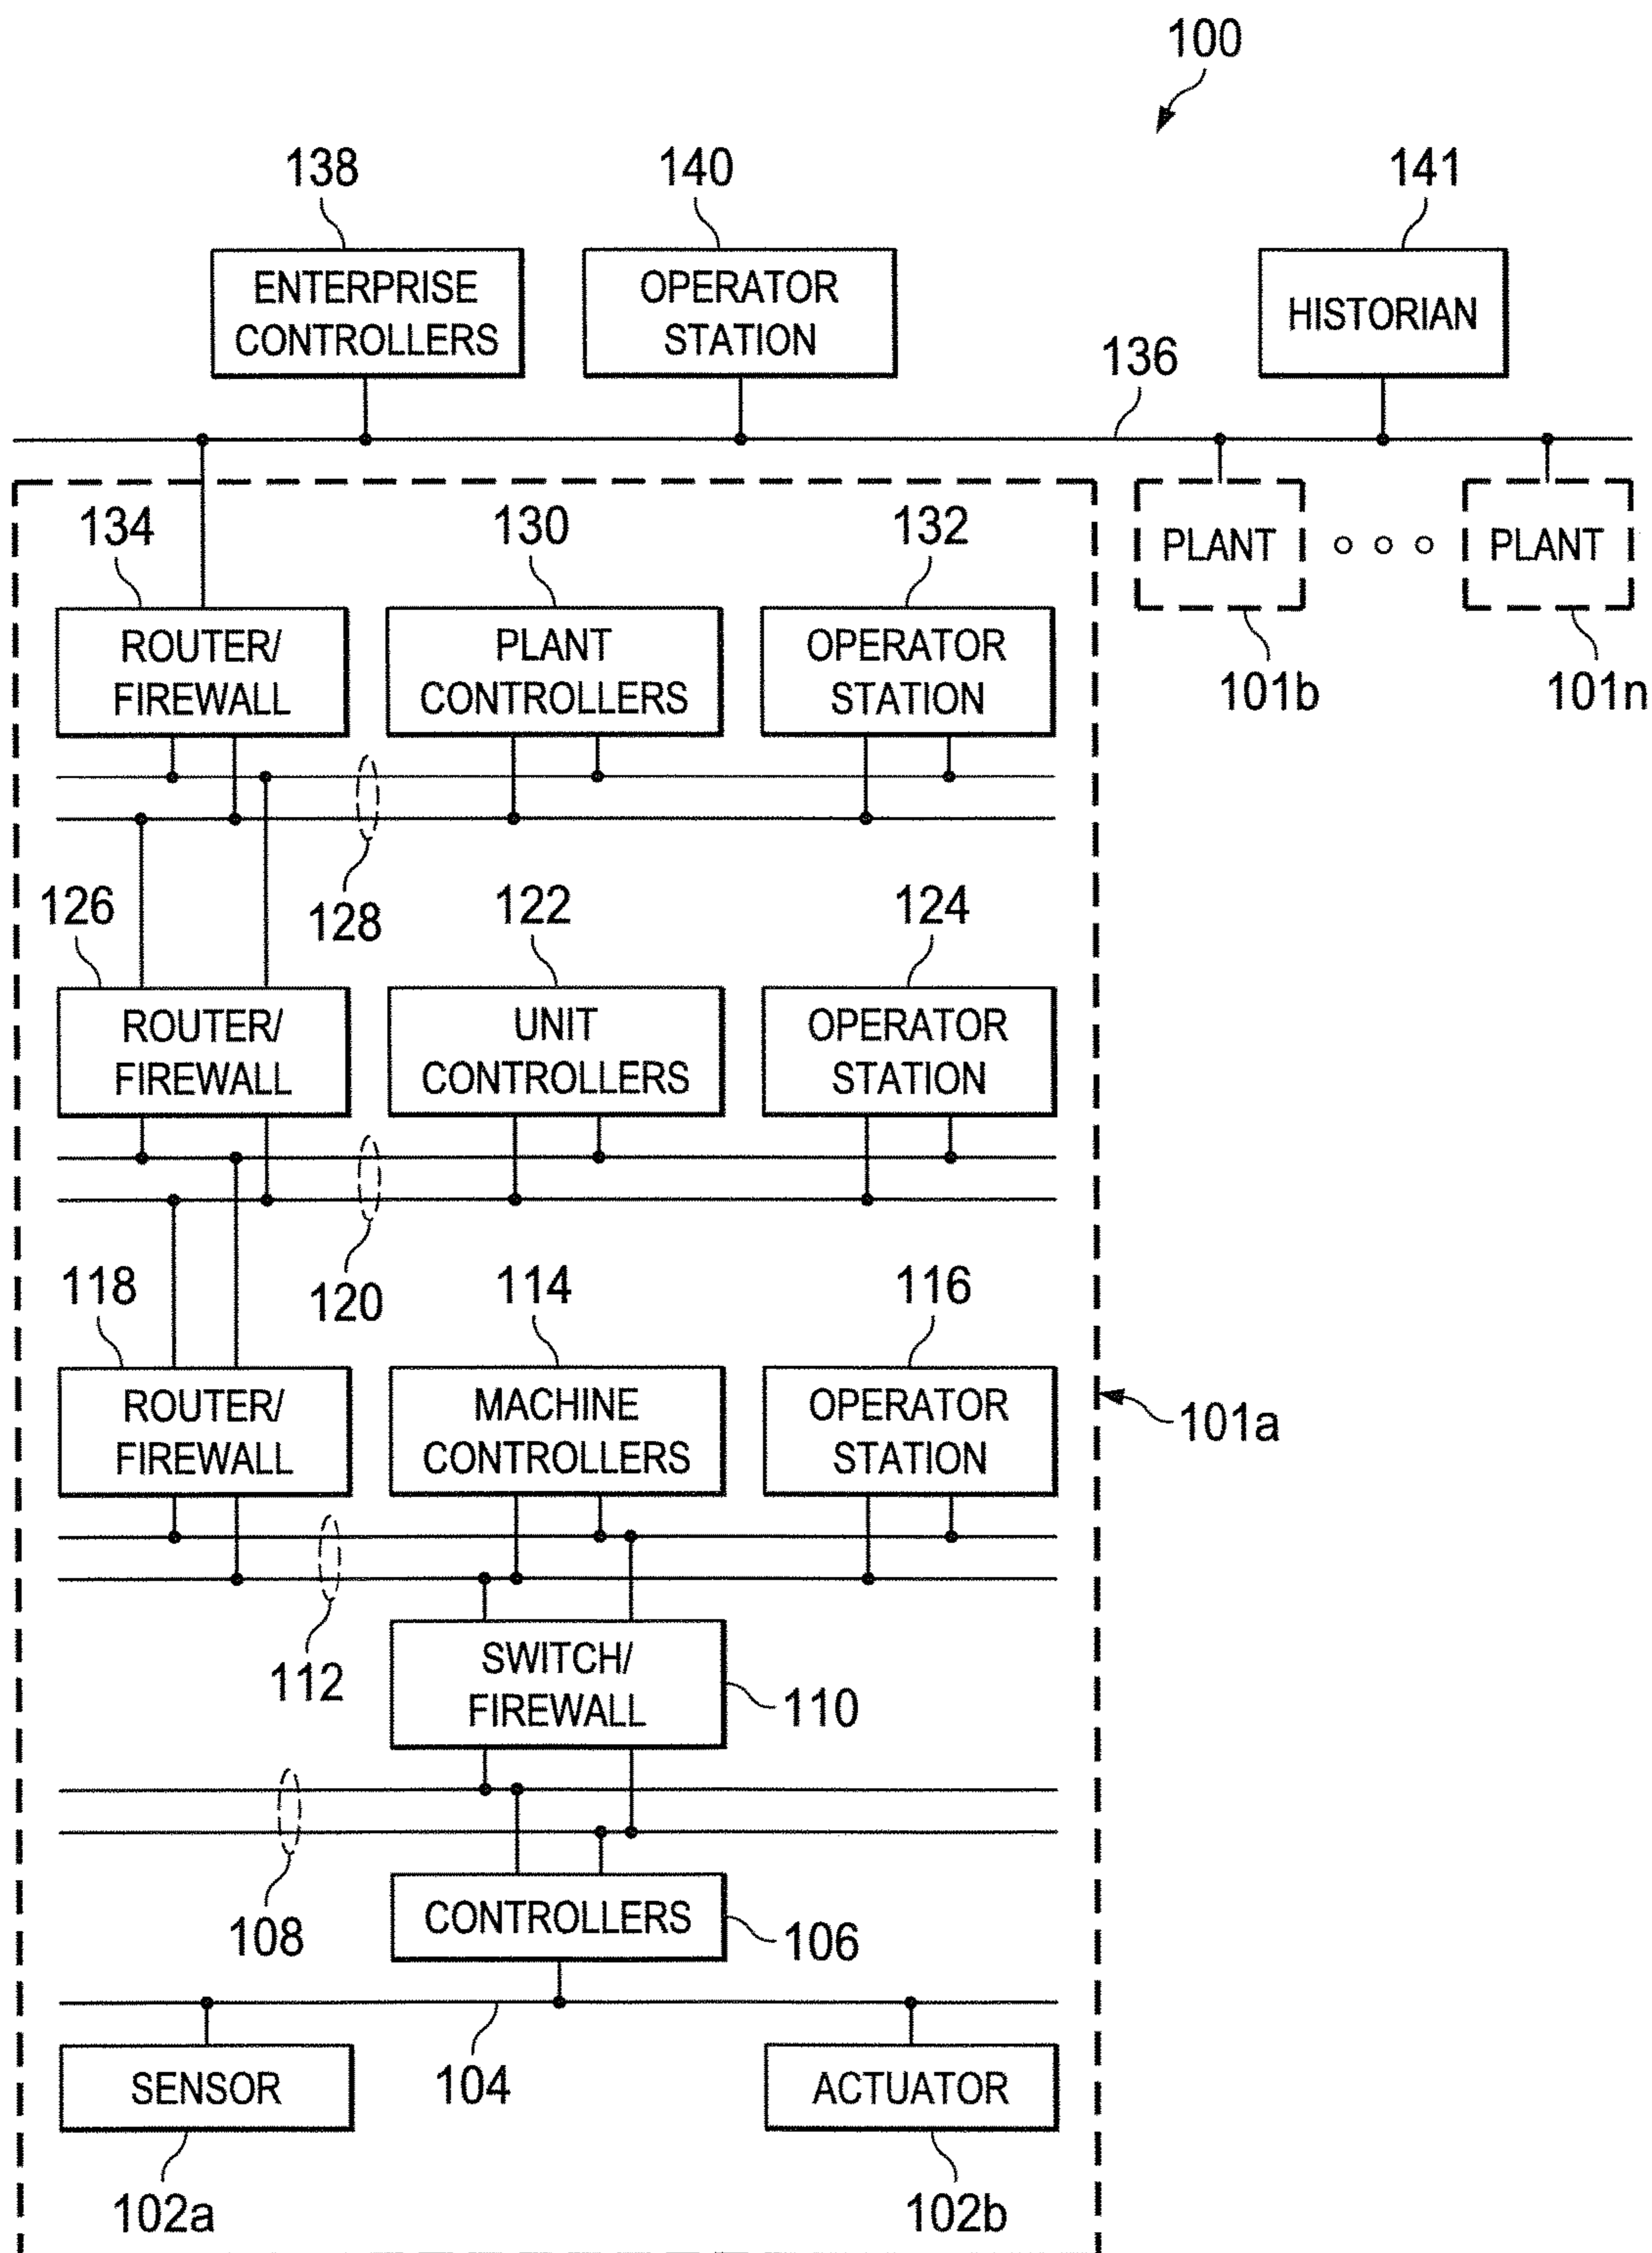 100
138
140
141
ENTERPRISE
CONTROLLERS
OPERATOR
STATION
HISTORIAN
136
134
130
132
PLANT
PLANT
ROUTER/
FIREWALL
PLANT
CONTROLLERS
OPERATOR
STATION
101b
101n
128
126
122
124
ROUTER/
FIREWALL
UNIT
CONTROLLERS
OPERATOR
STATION
120
118
114
116
ROUTER/
FIREWALL
MACHINE
CONTROLLERS
OPERATOR
STATION
101a
112
SWITCH/
FIREWALL
110
108
CONTROLLERS
106
104
SENSOR
ACTUATOR
102a
102b